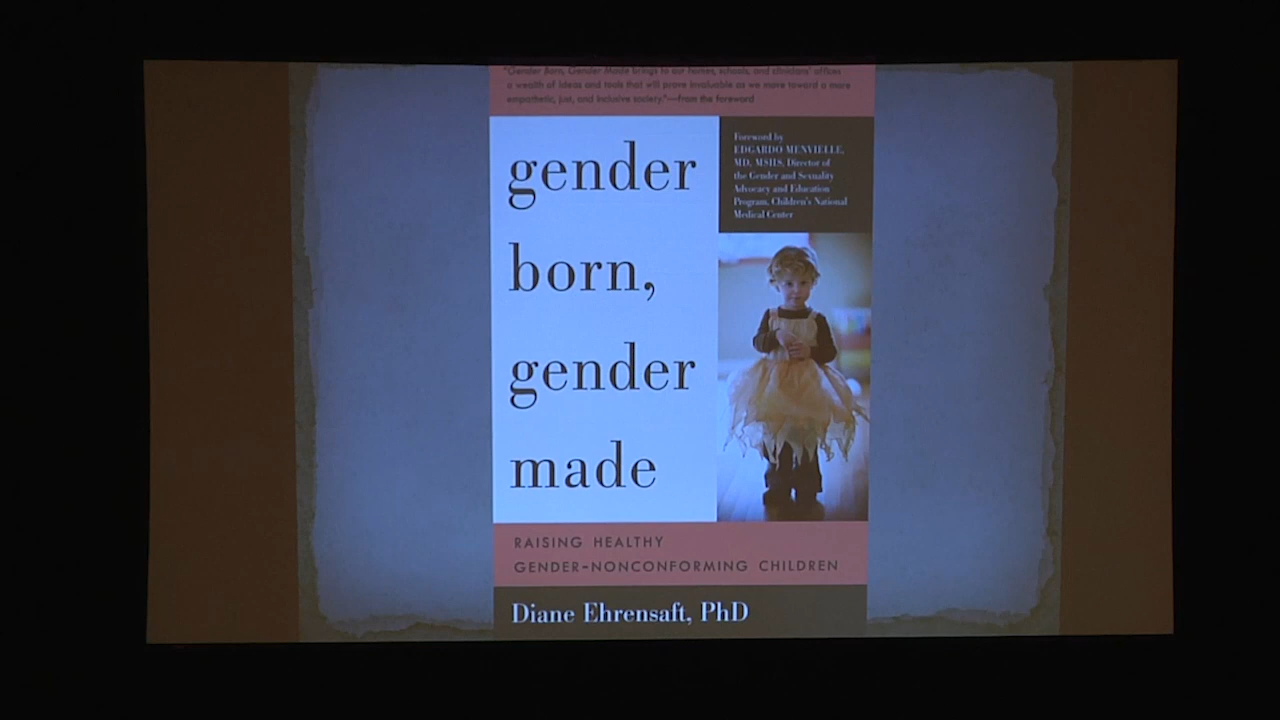 "Gender Born, Gender Made brings to our homes, schools, and clinicians' offices
a wealth of ideas and tools that will prove invaluable as we move toward a more
empathetic, just, and inclusive society."—from the foreword
gender
born,
gender
made
Foreword by
EDGARDO MENVIELLE,
MD, MSHS, Director of
the Gender and Sexuality
Advocacy and Education
Program, Children's National
Medical Center
RAISING HEALTHY
GENDER-NONCONFORMING CHILDREN
Diane Ehrensaft, PhD